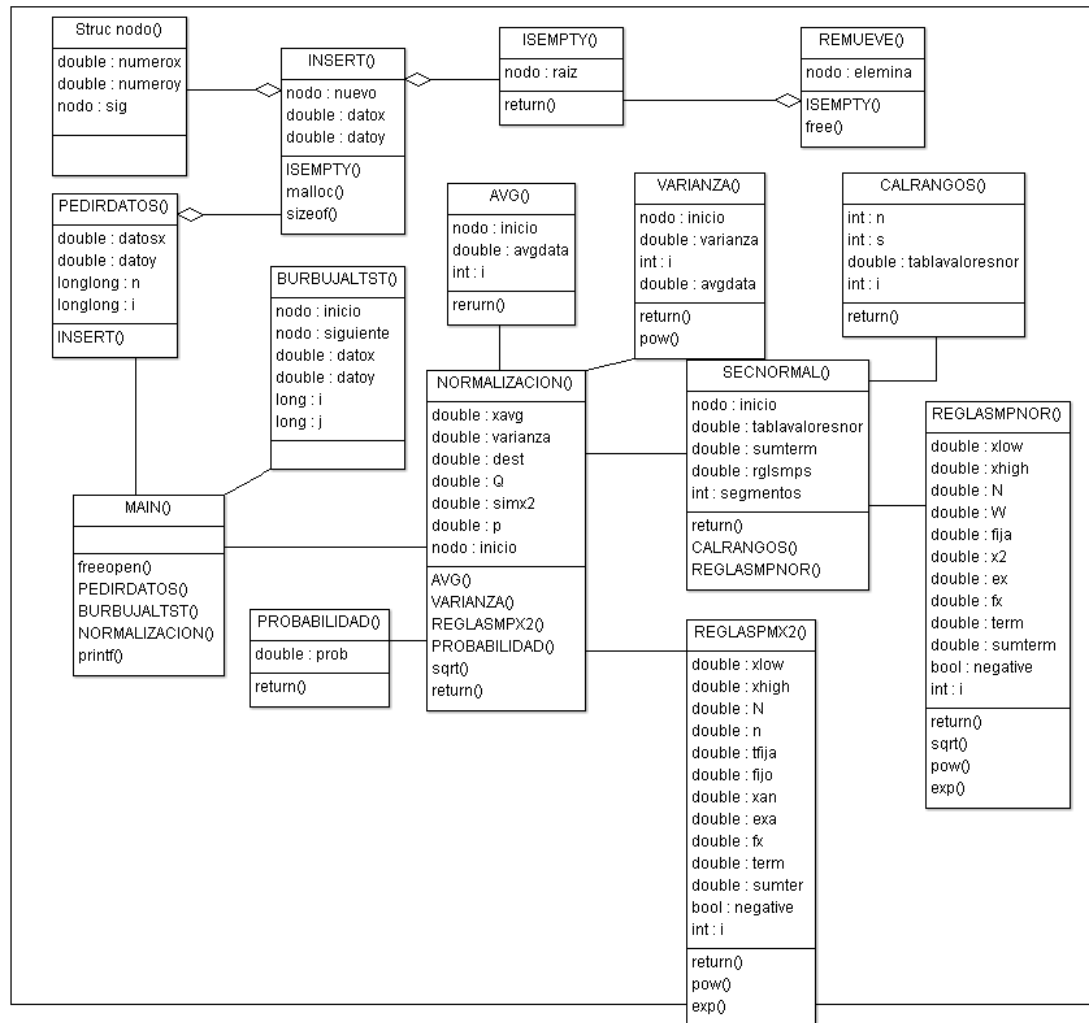 Struc nodo()
double : numerox
double : numeroy
nodo : sig
INSERT()
nodo : nuevo
double : datox
double : datoy
ISEMPTY()
malloc()
sizeof()
ISEMPTY()
nodo : raiz
return()
REMUEVE()
nodo : elemina
ISEMPTY()
free()
PEDIRDATOS()
double : datosx
double : datoy
longlong : n
longlong : i
INSERT()
BURBUJALTST()
nodo : inicio
nodo : siguiente
double : datox
double : datoy
long : i
long : j
AVG()
nodo : inicio
double : avgdata
int : i
rerurn()
VARIANZA()
nodo : inicio
double : varianza
int : i
double : avgdata
return()
pow()
CALRANGOS()
int : n
int : s
double : tablavaloresnor
int : i
return()
MAIN()
freeopen()
PEDIRDATOS()
BURBUJALTST()
NORMALIZACION()
printf()
NORMALIZACION()
double : xavg
double : varianza
double : dest
double : Q
double : simx2
double : p
nodo : inicio
AVG()
VARIANZA()
REGLASMPX2()
PROBABILIDAD()
sqrt()
return()
SECNORMAL()
nodo : inicio
double : tablavaloresnor
double : sumterm
double : rglsmps
int : segmentos
return()
CALRANGOS()
REGLASMPNOR()
REGLASMPNOR()
double : xlow
double : xhigh
double : N
double : W
double : fija
double : x2
double : ex
double : fx
double : term
double : sumterm
bool : negative
int : i
return()
sqrt()
pow()
exp()
PROBABILIDAD()
double : prob
return()
REGLASPMX2()
double : xlow
double : xhigh
double : N
double : n
double : tfija
double : fijo
double : xan
double : exa
double : fx
double : term
double : sumter
bool : negative
int : i
return()
pow()
exp()